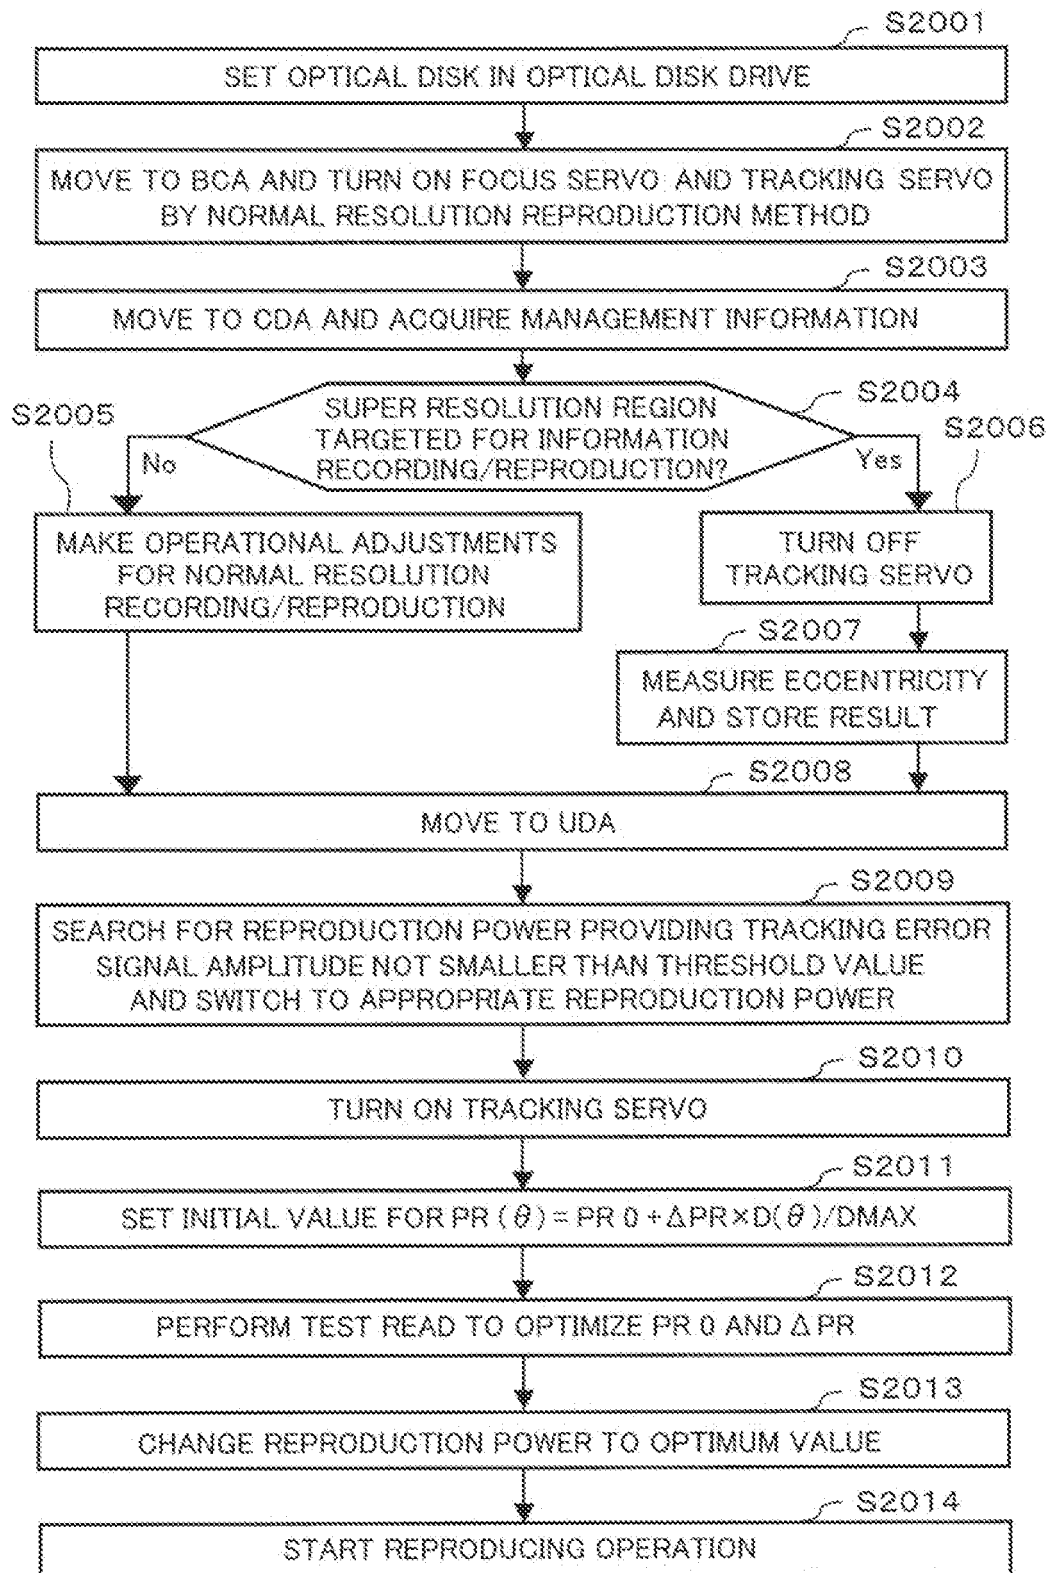 S2001
SET OPTICAL DISK IN OPTICAL DISK DRIVE
S2002
MOVE TO BCA AND TURN ON FOCUS SERVO AND TRACKING SERVO
BY NORMAL RESOLUTION REPRODUCTION METHOD
S2003
MOVE TO CDA AND ACQUIRE MANAGEMENT INFORMATION
S2004
SUPER RESOLUTION REGION
TARGETED FOR INFORMATION
RECORDING/REPRODUCTION?
No
Yes
S2005
MAKE OPERATIONAL ADJUSTMENTS
FOR NORMAL RESOLUTION
RECORDING/REPRODUCTION
S2006
TURN OFF
TRACKING SERVO
S2007
MEASURE ECCENTRICITY
AND STORE RESULT
S2008
MOVE TO UDA
S2009
SEARCH FOR REPRODUCTION POWER PROVIDING TRACKING ERROR
SIGNAL AMPLITUDE NOT SMALLER THAN THRESHOLD VALUE
AND SWITCH TO APPROPRIATE REPRODUCTION POWER
S2010
TURN ON TRACKING SERVO
S2011
SET INITIAL VALUE FOR PR (θ) = PR 0 + ΔPR×D(θ)/DMAX
S2012
PERFORM TEST READ TO OPTIMIZE PR 0 AND Δ PR
S2013
CHANGE REPRODUCTION POWER TO OPTIMUM VALUE
S2014
START REPRODUCING OPERATION